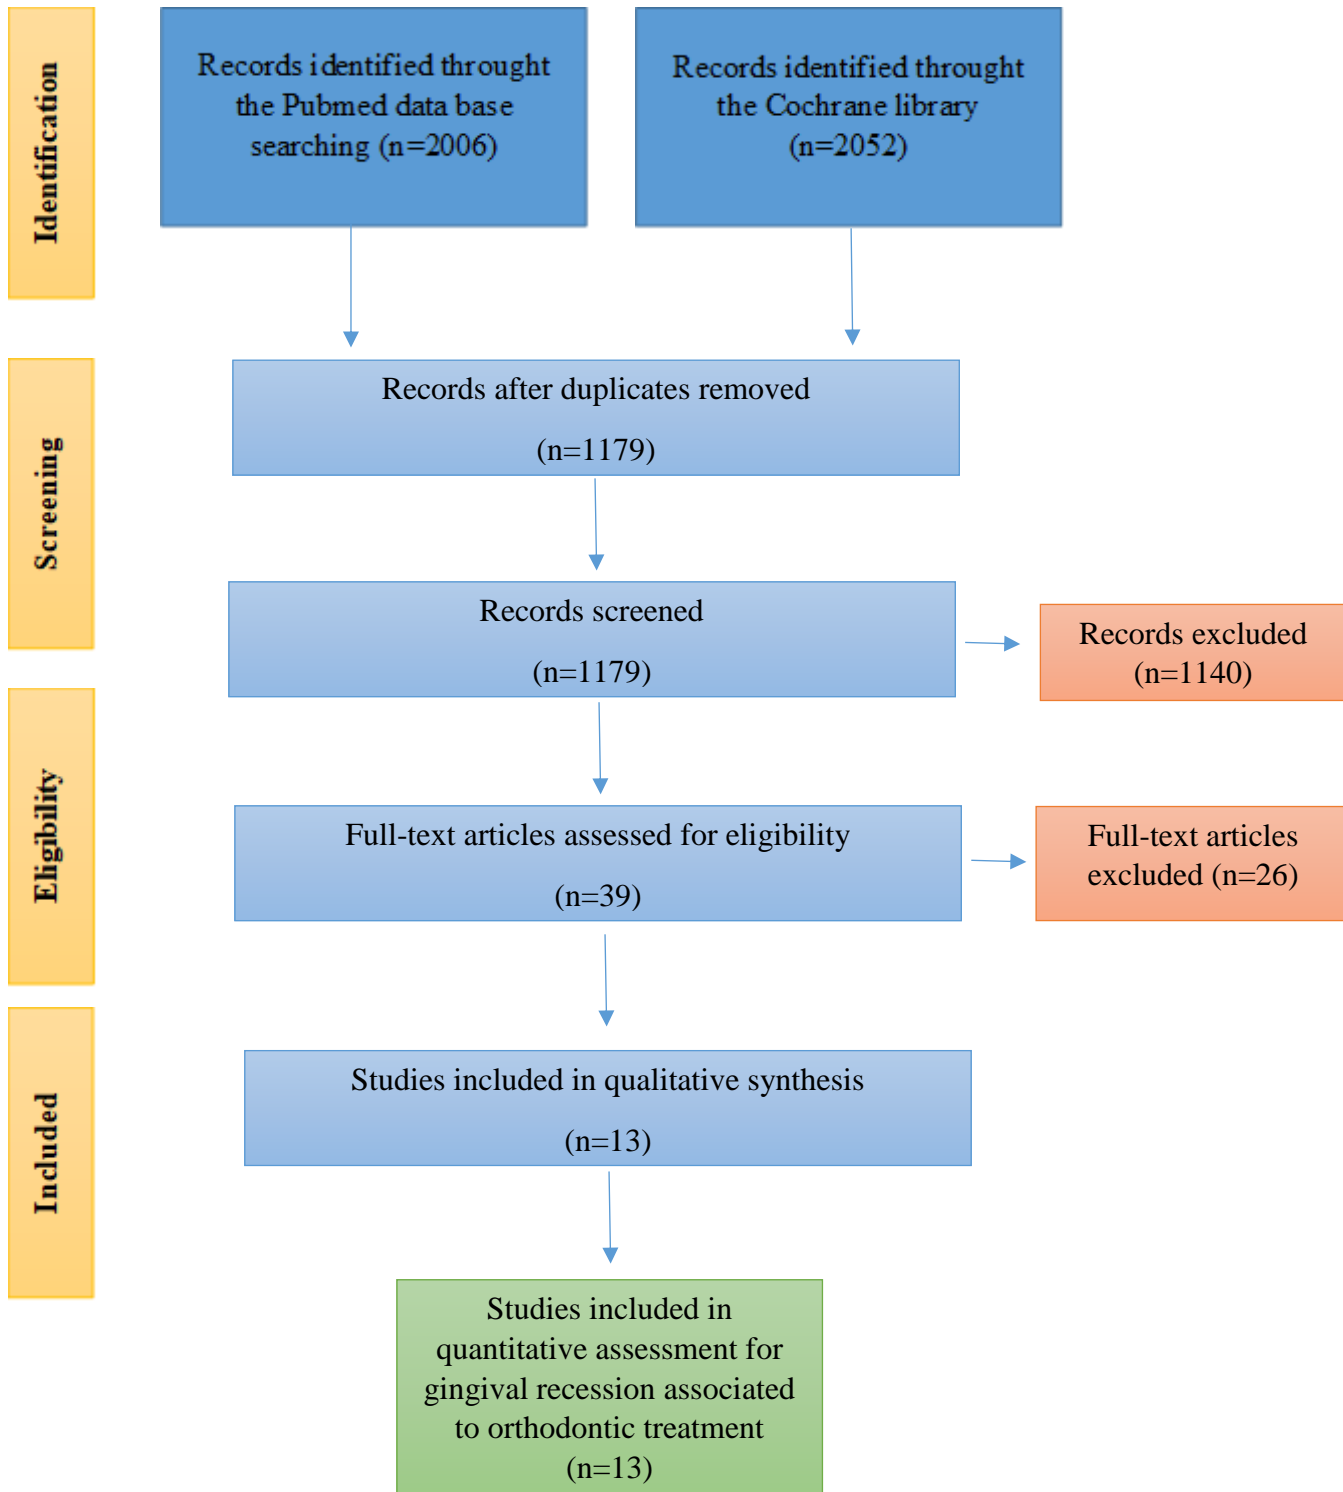 Identification
Records identified throught
the Pubmed data base
searching (n=2006)
Records identified throught
the Cochrane library
(n=2052)
Screening
Records after duplicates removed
(n=1179)
Records screened
(n=1179)
Records excluded
(n=1140)
Eligibility
Full-text articles assessed for eligibility
(n=39)
Full-text articles
excluded (n=26)
Included
Studies included in qualitative synthesis
(n=13)
Studies included in
quantitative assessment for
gingival recession associated
to orthodontic treatment
(n=13)